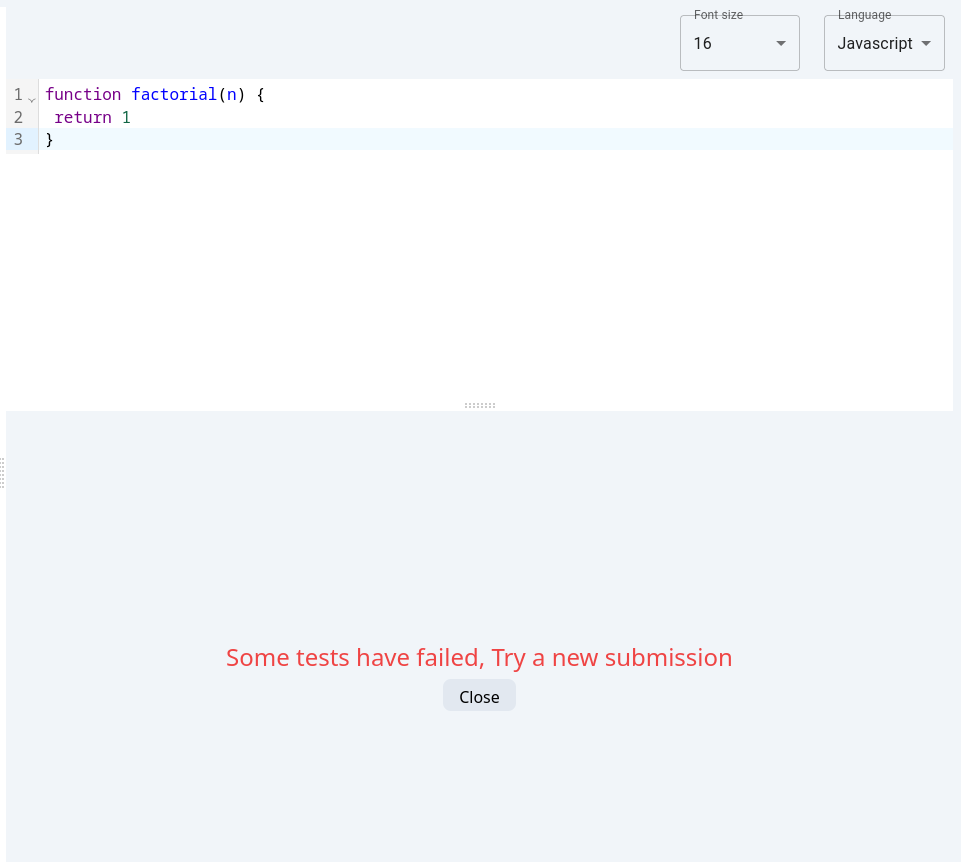 Font size
Language
16
Javascript
1 function factorial(n) {
2  return 1
3 }
Some tests have failed, Try a new submission
Close